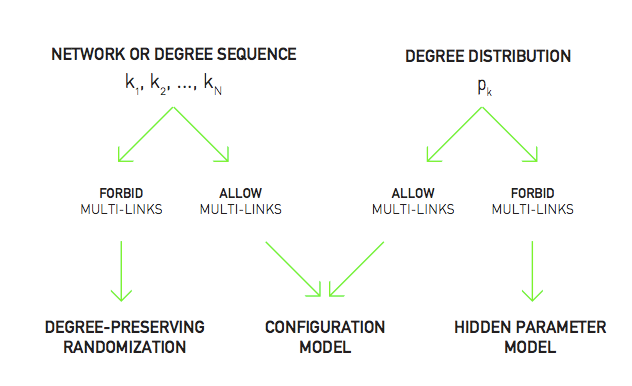 NETWORK OR DEGREE SEQUENCE
k1, k2, ..., kN
DEGREE DISTRIBUTION
pk
FORBID
MULTI-LINKS
ALLOW
MULTI-LINKS
ALLOW
MULTI-LINKS
FORBID
MULTI-LINKS
DEGREE-PRESERVING
RANDOMIZATION
CONFIGURATION
MODEL
HIDDEN PARAMETER
MODEL